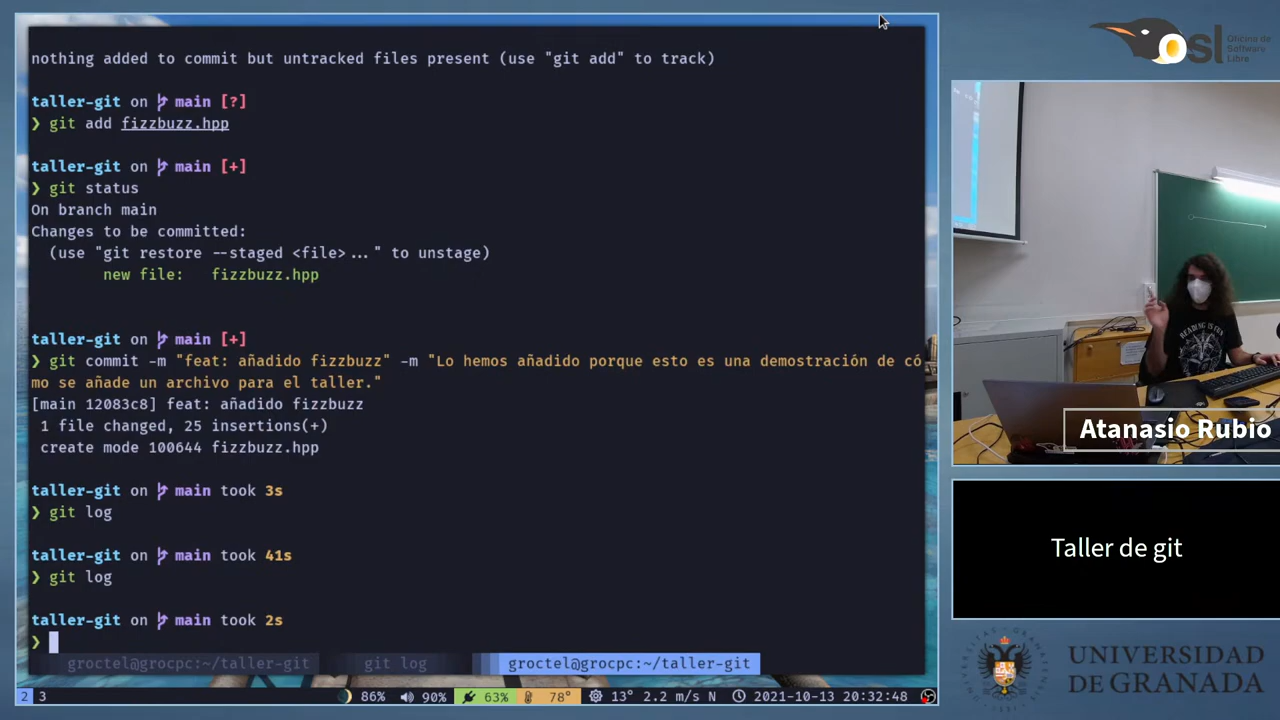 nothing added to commit but untracked files present (use "git add" to track)
taller-git on main [?]
❯ git add fizzbuzz.hpp
taller-git on main [+]
❯ git status
On branch main
Changes to be committed:
(use "git restore --staged <file>..." to unstage)
new file: fizzbuzz.hpp
taller-git on main [+]
❯ git commit -m "feat: añadido fizzbuzz" -m "Lo hemos añadido porque esto es una demostración de có
mo se añade un archivo para el taller."
[main 12083c8] feat: añadido fizzbuzz
1 file changed, 25 insertions(+)
create mode 100644 fizzbuzz.hpp
taller-git on main took 3s
❯ git log
taller-git on main took 41s
❯ git log
taller-git on main took 2s
❯
groctel@grocpc:~/taller-git git log groctel@grocpc:~/taller-git
2 3 86% 90% 63% 78° 13° 2.2 m/s N 2021-10-13 20:32:48
osl Oficina de
Software
Libre
READING IS FUN
Atanasio Rubio
Taller de git
UNIVERSIDAD
DE GRANADA